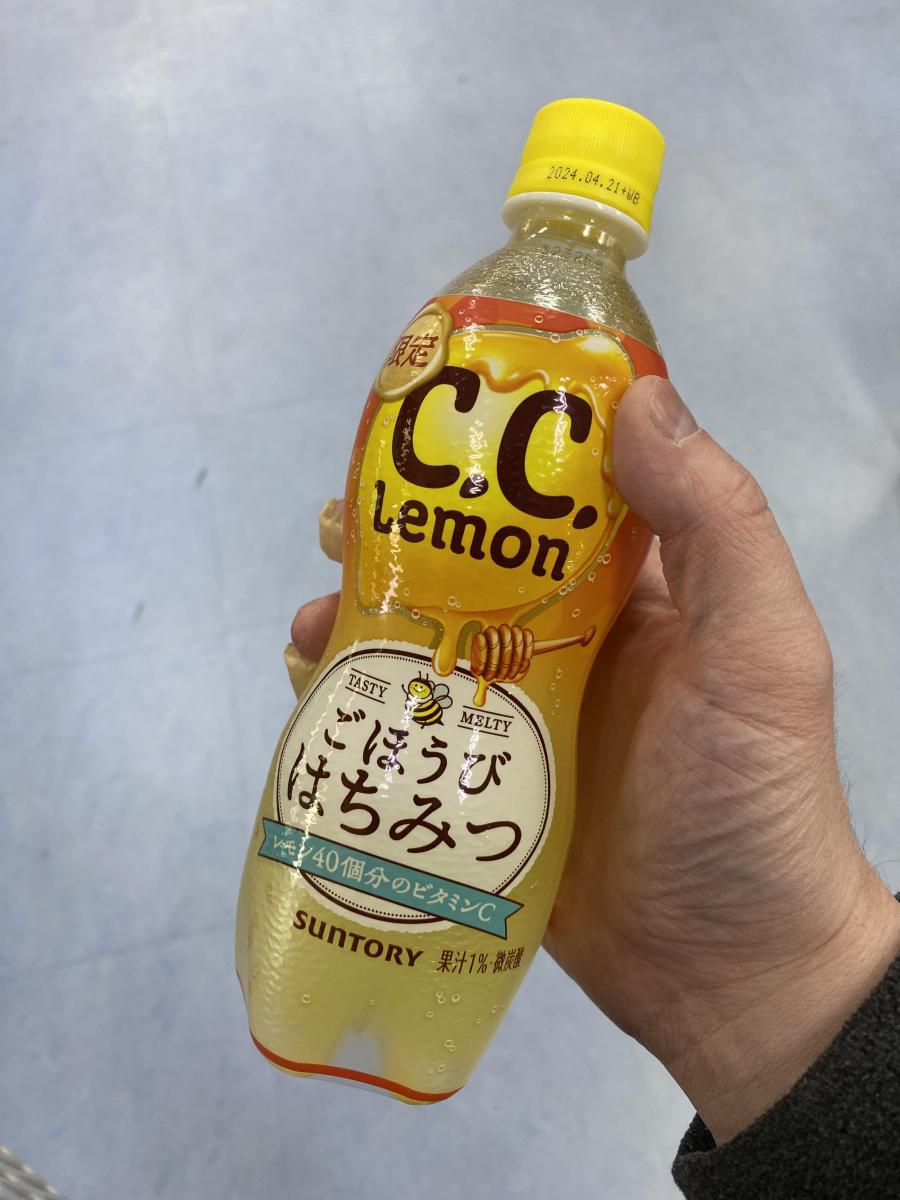 2024.04.21+WB
限定
C.C.
Lemon
TASTY
MELTY
ごほうび
はちみつ
レモン40個分のビタミンC
SUNTORY
果汁1%・微炭酸